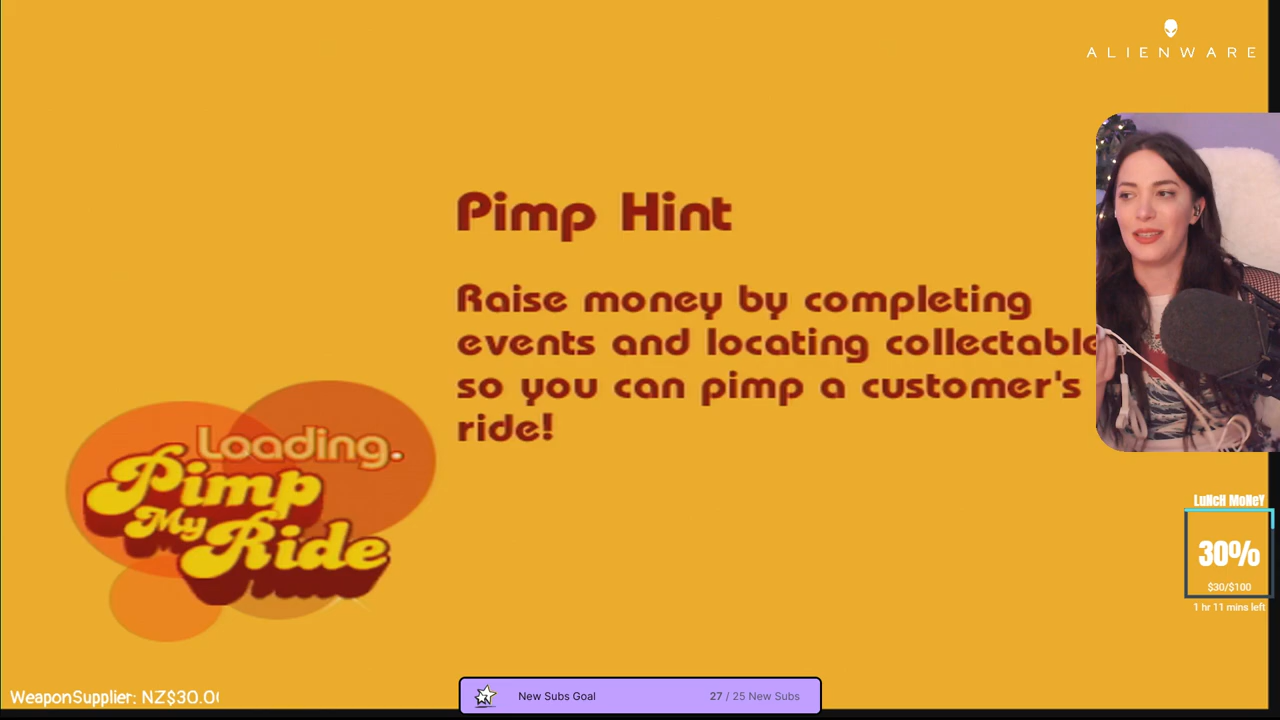 ALIENWARE
Pimp Hint
Raise money by completing
events and locating collectable
so you can pimp a customer's
ride!
Loading.
Pimp
My
Ride
LuNcH MoNeY
30%
$30/$100
1 hr 11 mins left
WeaponSupplier: NZ$30.0
New Subs Goal
27 / 25 New Subs